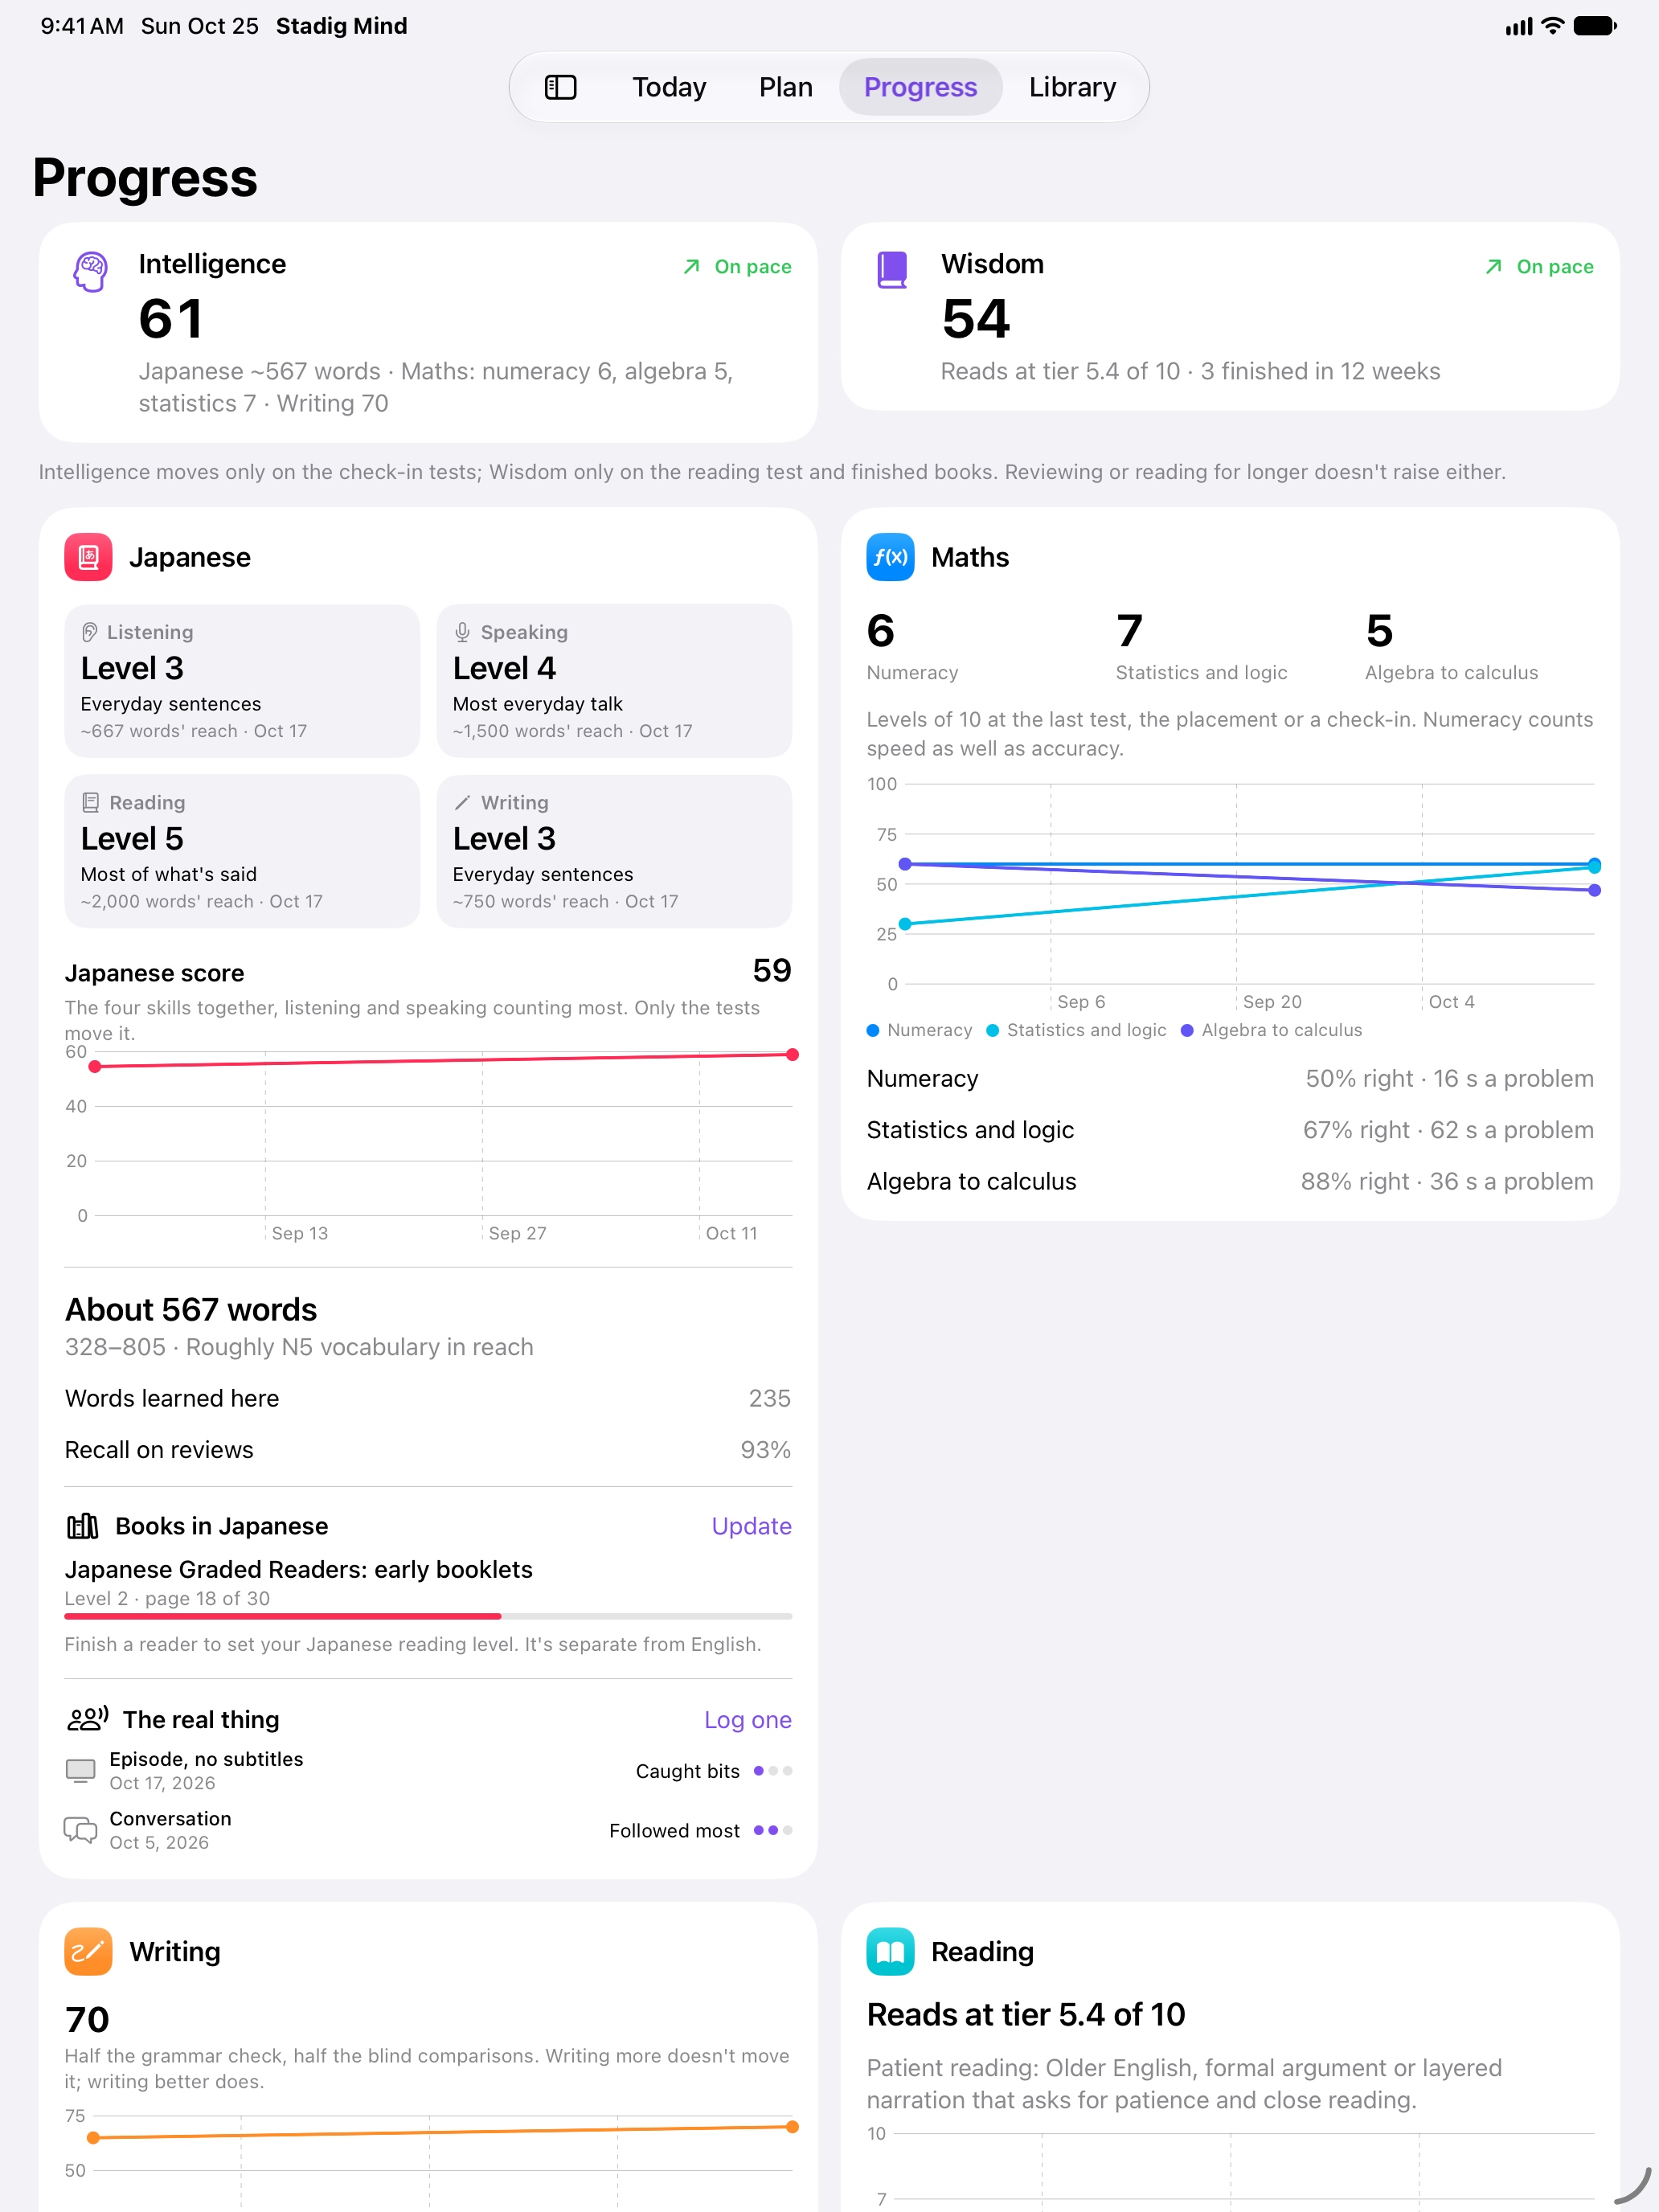 9:41 AM Sun Oct 25 Stadig Mind
Today Plan Progress Library
Progress
Intelligence
On pace
61
Japanese ~567 words · Maths: numeracy 6, algebra 5,
statistics 7 · Writing 70
Wisdom
On pace
54
Reads at tier 5.4 of 10 · 3 finished in 12 weeks
Intelligence moves only on the check-in tests; Wisdom only on the reading test and finished books. Reviewing or reading for longer doesn't raise either.
あ
Japanese
Listening
Level 3
Everyday sentences
~667 words' reach · Oct 17
Speaking
Level 4
Most everyday talk
~1,500 words' reach · Oct 17
Reading
Level 5
Most of what's said
~2,000 words' reach · Oct 17
Writing
Level 3
Everyday sentences
~750 words' reach · Oct 17
Japanese score
59
The four skills together, listening and speaking counting most. Only the tests
move it.
60
40
20
0
Sep 13 Sep 27 Oct 11
About 567 words
328–805 · Roughly N5 vocabulary in reach
Words learned here 235
Recall on reviews 93%
Books in Japanese Update
Japanese Graded Readers: early booklets
Level 2 · page 18 of 30
Finish a reader to set your Japanese reading level. It's separate from English.
The real thing Log one
Episode, no subtitles
Oct 17, 2026
Caught bits
Conversation
Oct 5, 2026
Followed most
f(x)
Maths
6
Numeracy
7
Statistics and logic
5
Algebra to calculus
Levels of 10 at the last test, the placement or a check-in. Numeracy counts
speed as well as accuracy.
100
75
50
25
0
Sep 6 Sep 20 Oct 4
Numeracy Statistics and logic Algebra to calculus
Numeracy 50% right · 16 s a problem
Statistics and logic 67% right · 62 s a problem
Algebra to calculus 88% right · 36 s a problem
Writing
70
Half the grammar check, half the blind comparisons. Writing more doesn't move
it; writing better does.
75
50
Reading
Reads at tier 5.4 of 10
Patient reading: Older English, formal argument or layered
narration that asks for patience and close reading.
10
7